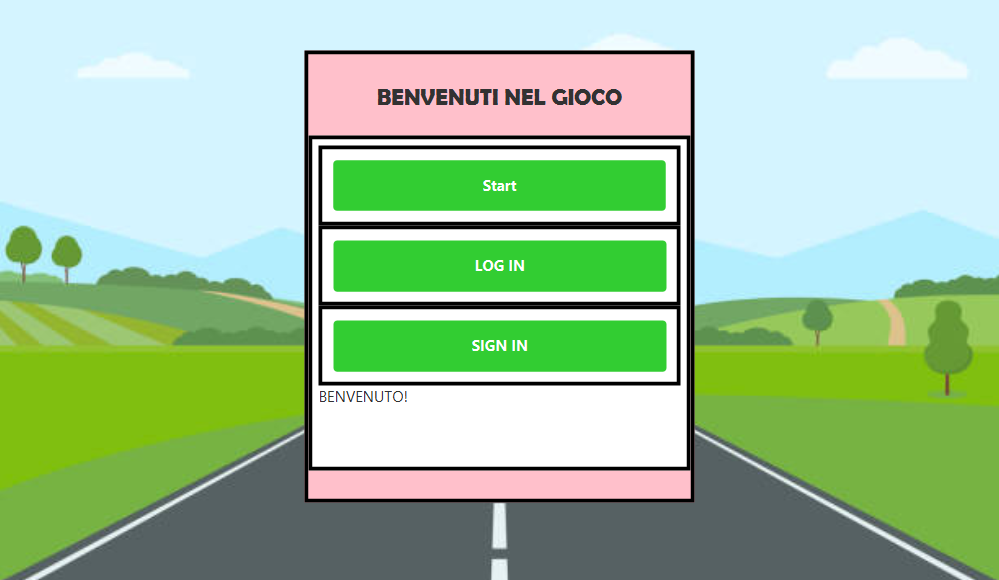 BENVENUTI NEL GIOCO
Start
LOG IN
SIGN IN
BENVENUTO!